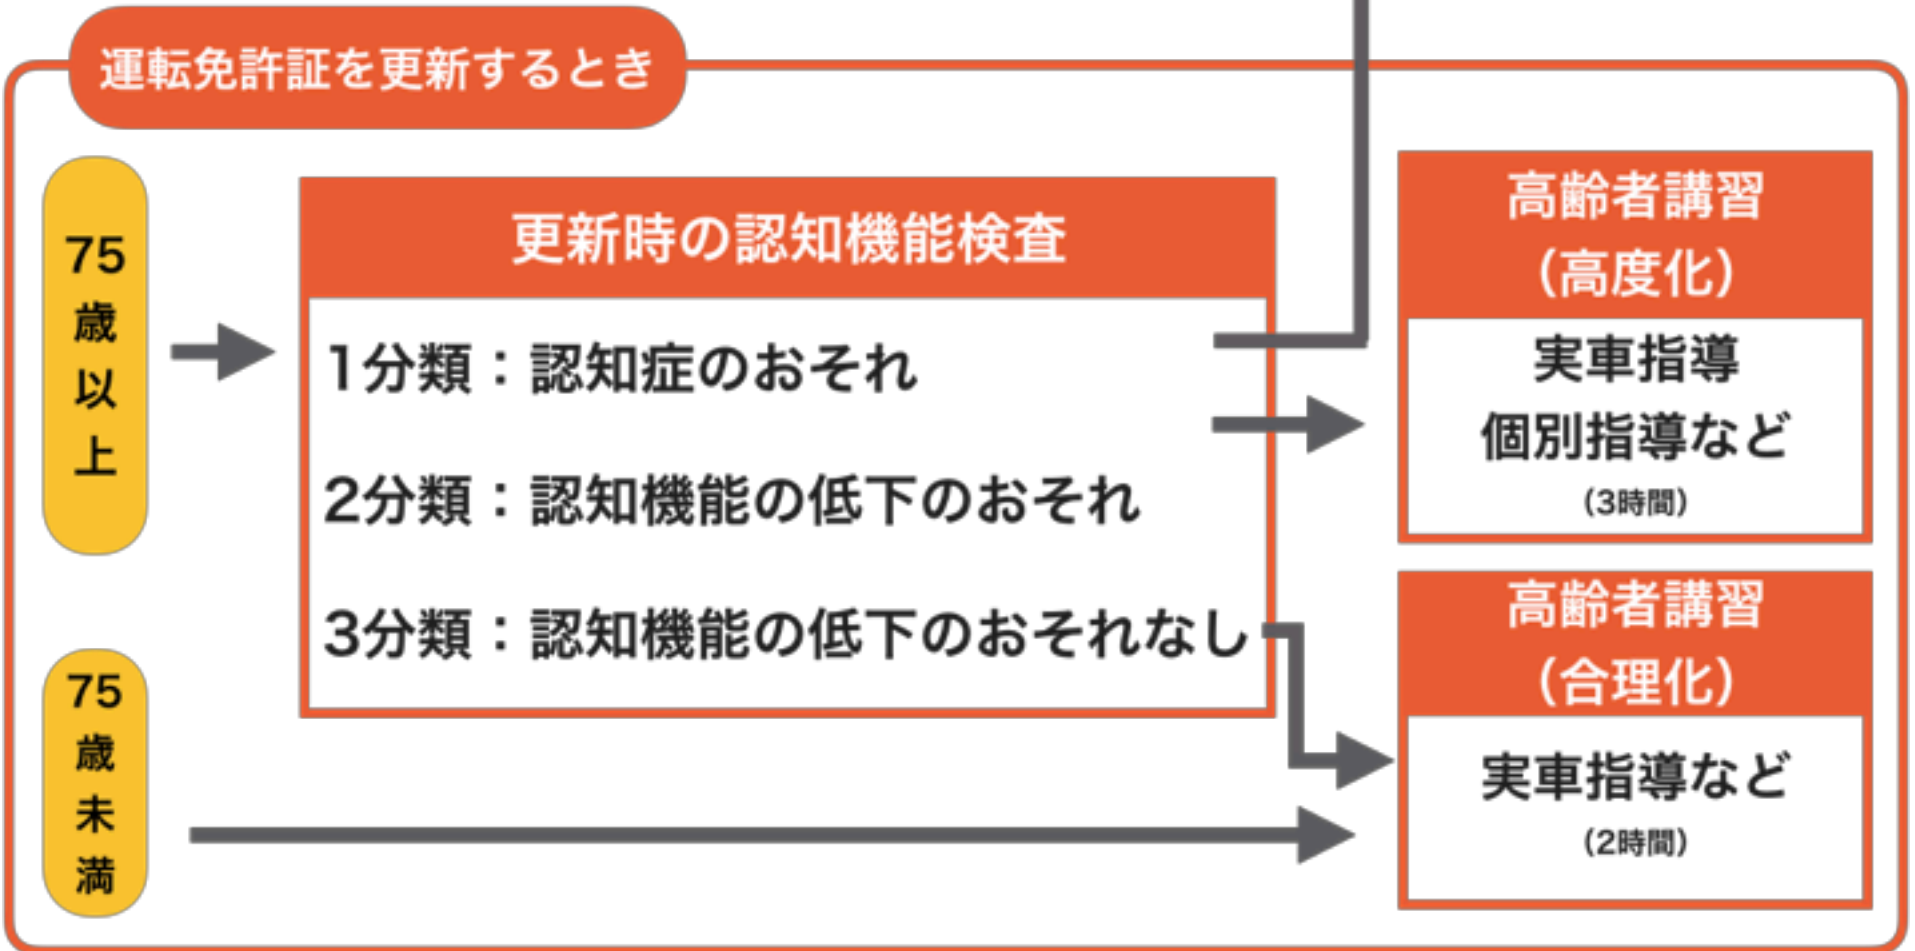 運転免許証を更新するとき
75歳以上
更新時の認知機能検査
1分類：認知症のおそれ
2分類：認知機能の低下のおそれ
3分類：認知機能の低下のおそれなし
高齢者講習
（高度化）
実車指導
個別指導など
（3時間）
75歳未満
高齢者講習
（合理化）
実車指導など
（2時間）